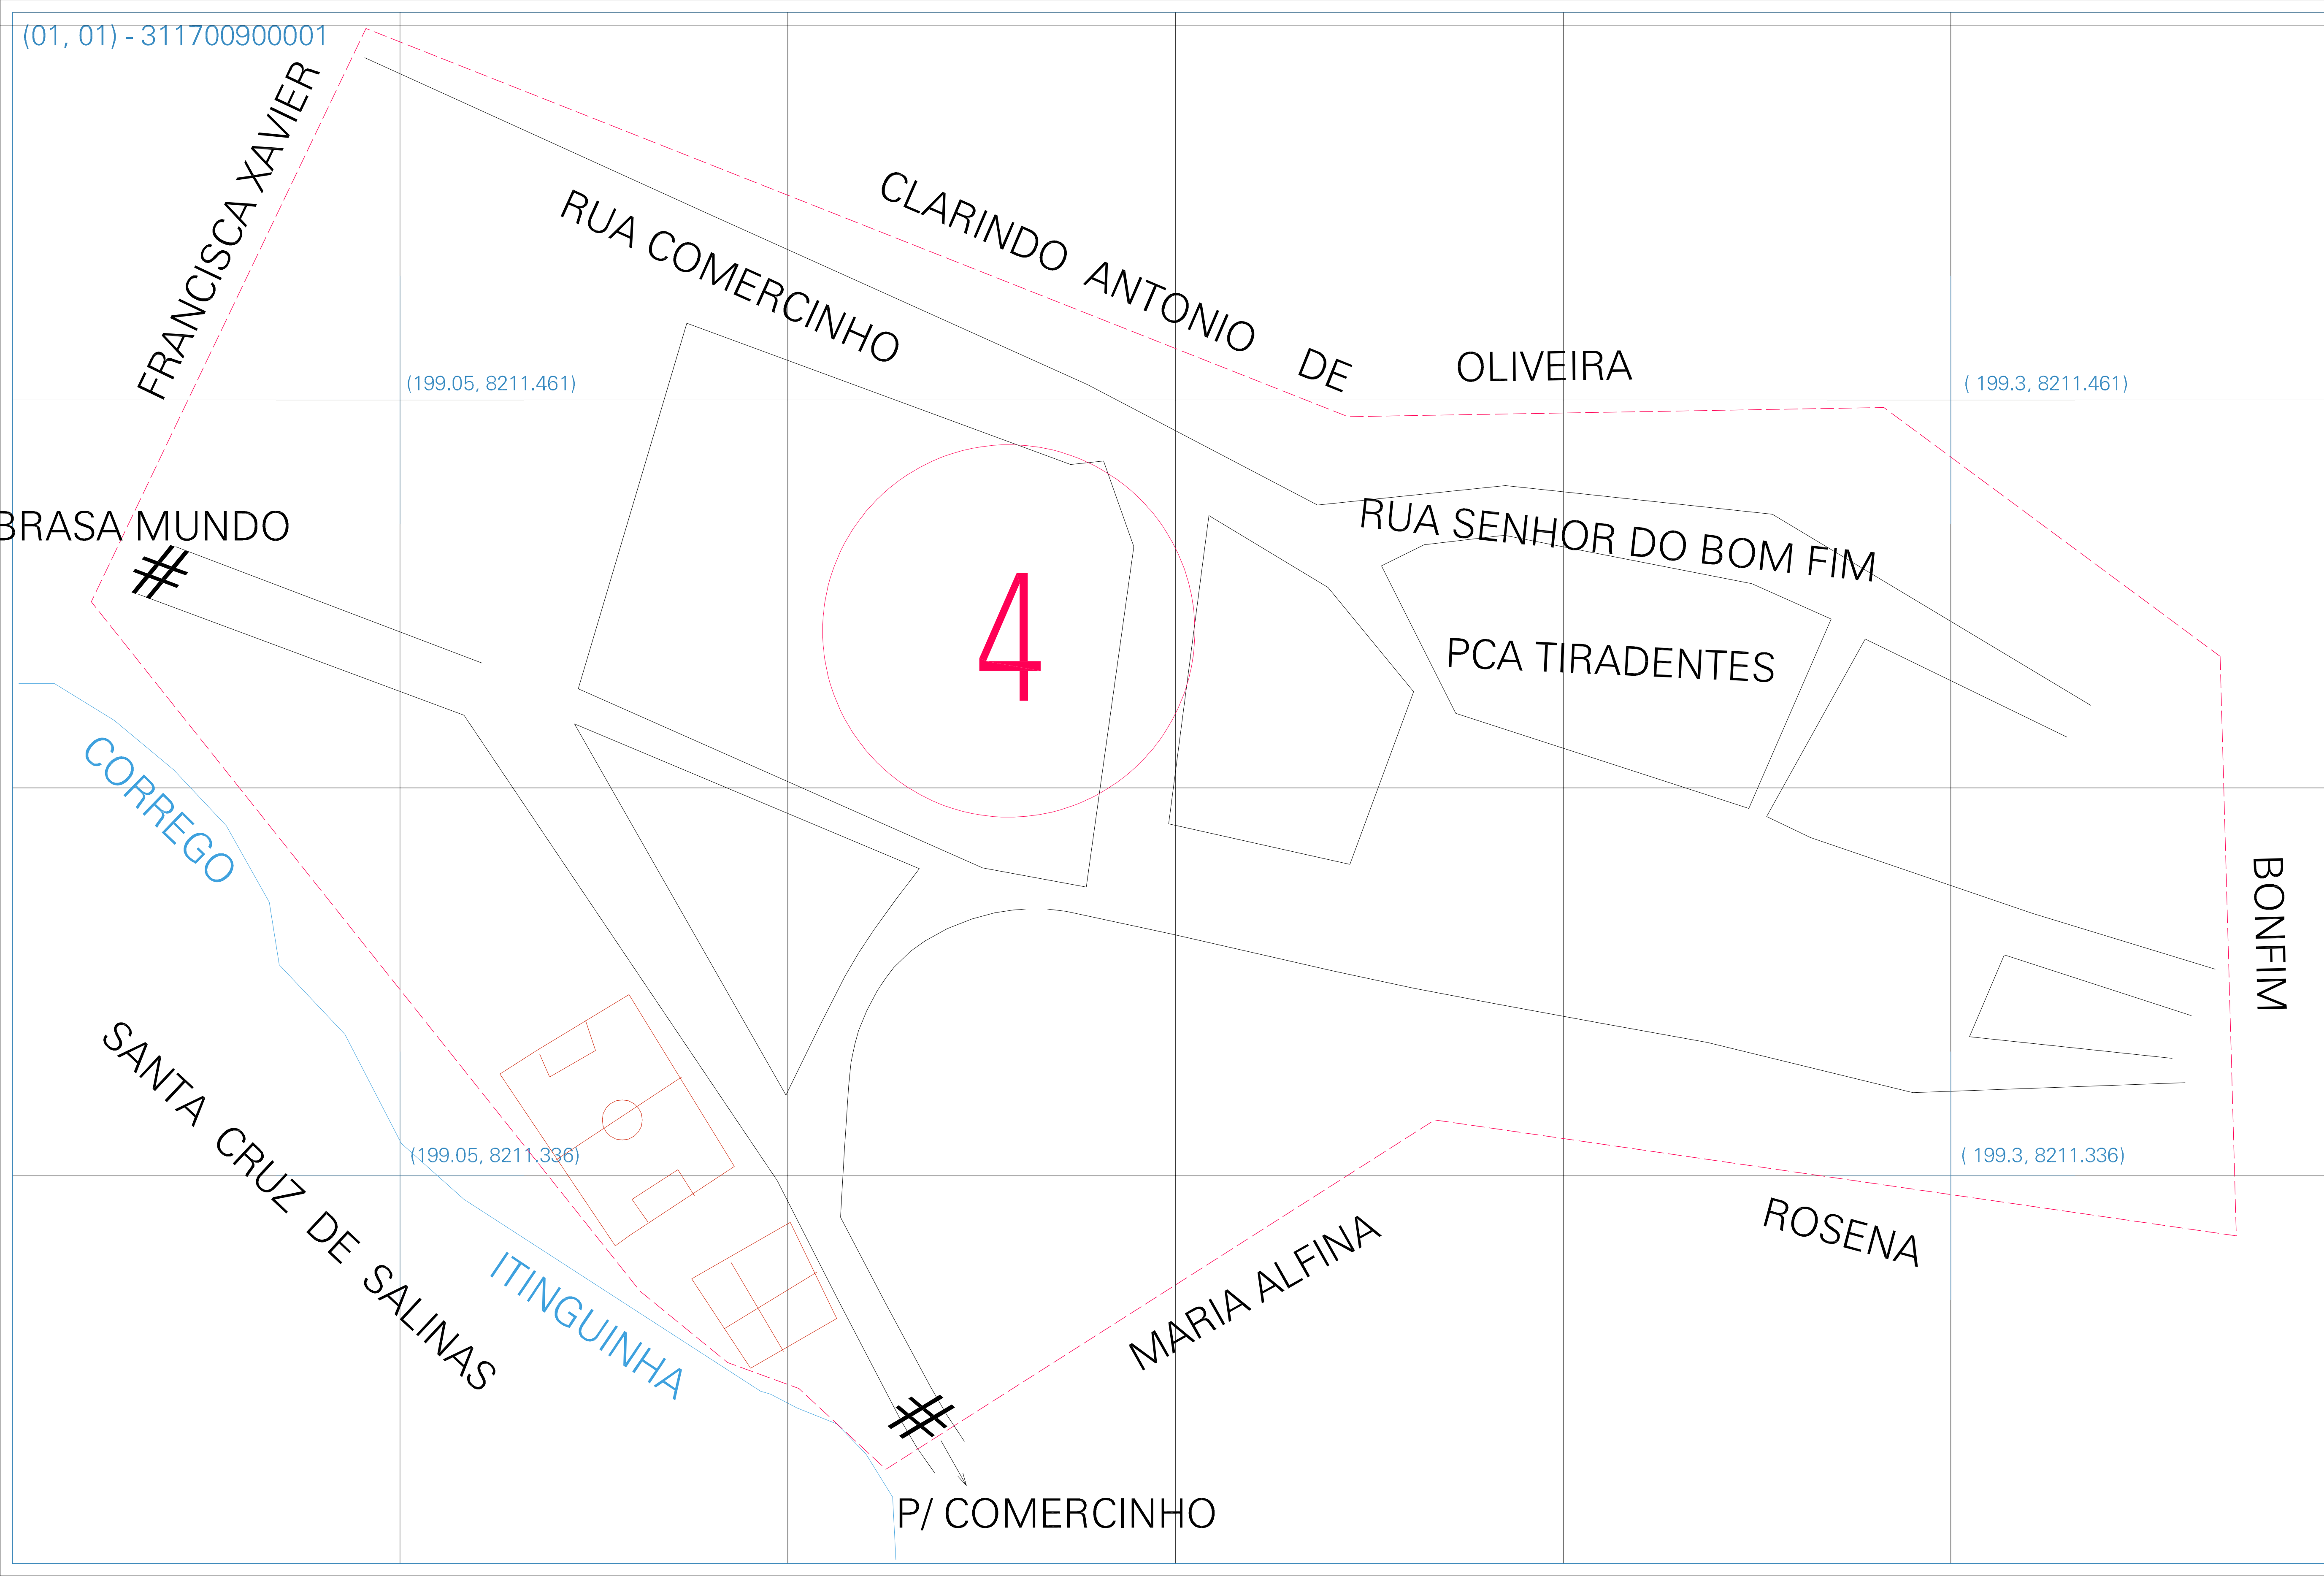 (01, 01) - 311700900001
FRANCISCA XAVIER
RUA COMERCINHO
CLARINDO ANTONIO DE OLIVEIRA
(199.05, 8211.461)
( 199.3, 8211.461)
BRASA MUNDO
RUA SENHOR DO BOM FIM
4
PCA TIRADENTES
CORREGO
BONFIM
SANTA CRUZ DE SALINAS
(199.05, 8211.336)
( 199.3, 8211.336)
ITINGUINHA
MARIA ALFINA
ROSENA
P/ COMERCINHO